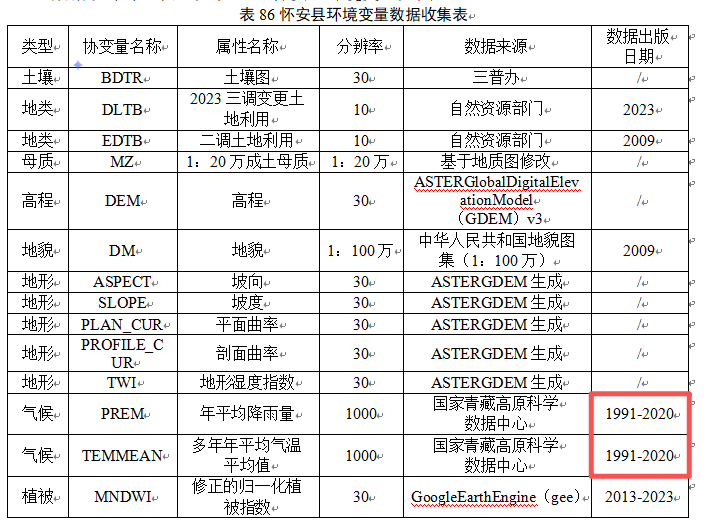 表 86 怀安县环境变量数据收集表
类型 协变量名称 属性名称 分辨率 数据来源 数据出版
日期
土壤 BDTR 土壤图 30 三普办 /
地类 DLTB 2023 三调变更土
地利用 10 自然资源部门 2023
地类 EDTB 二调土地利用 10 自然资源部门 2009
母质 MZ 1：20 万成土母质 1：20 万 基于地质图修改 /
高程 DEM 高程 30 ASTERGlobalDigitalElev
ationModel
（GDEM）v3 /
地貌 DM 地貌 1：100 万 中华人民共和国地貌图
集（1：100 万） 2009
地形 ASPECT 坡向 30 ASTERGDEM 生成 /
地形 SLOPE 坡度 30 ASTERGDEM 生成 /
地形 PLAN_CUR 平面曲率 30 ASTERGDEM 生成 /
地形 PROFILE_C
UR 剖面曲率 30 ASTERGDEM 生成 /
地形 TWI 地形湿度指数 30 ASTERGDEM 生成 /
气候 PREM 年平均降雨量 1000 国家青藏高原科学
数据中心 1991-2020
气候 TEMMEAN 多年年平均气温
平均值 1000 国家青藏高原科学
数据中心 1991-2020
植被 MNDWI 修正的归一化植
被指数 30 GoogleEarthEngine（gee） 2013-2023